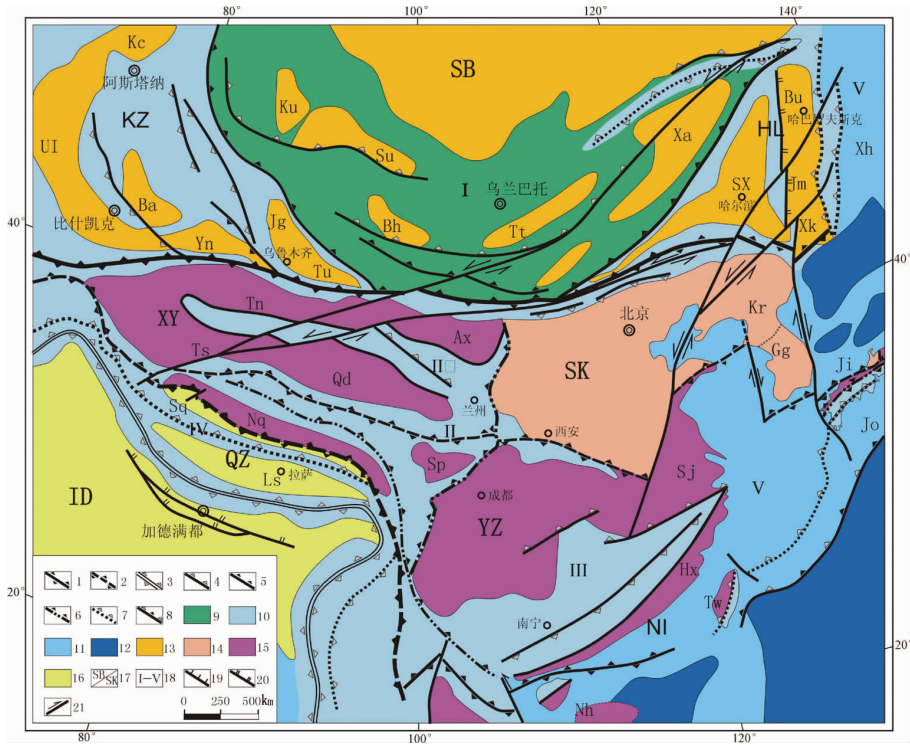 80°
100°
120°
140°
Kc
阿斯塔纳
SB
KZ
Ku
Bu
V
哈巴罗夫斯克
HL
UI
Su
Xa
Xh
I
乌兰巴托
SX
Jm
哈尔滨
Ba
比什凯克
Jg
Bh
Tt
Xk
40°
Yn
乌鲁木齐
Tu
40°
Tn
Kr
XY
北京
Ax
Ts
Gg
II□
SK
Ji
Qd
兰州
Sq
Nq
II
Jo
IV
西安
QZ
Sp
Ls
拉萨
Sj
V
ID
成都
YZ
加德满都
III
Hx
20°
Tw
20°
南宁
NI
Nh
1 2 3 4 5
6 7 8 9 10
11 12 13 14 15
16 SB SK 17 I—V 18 19 20
21 0 250 500km
80°
100°
120°